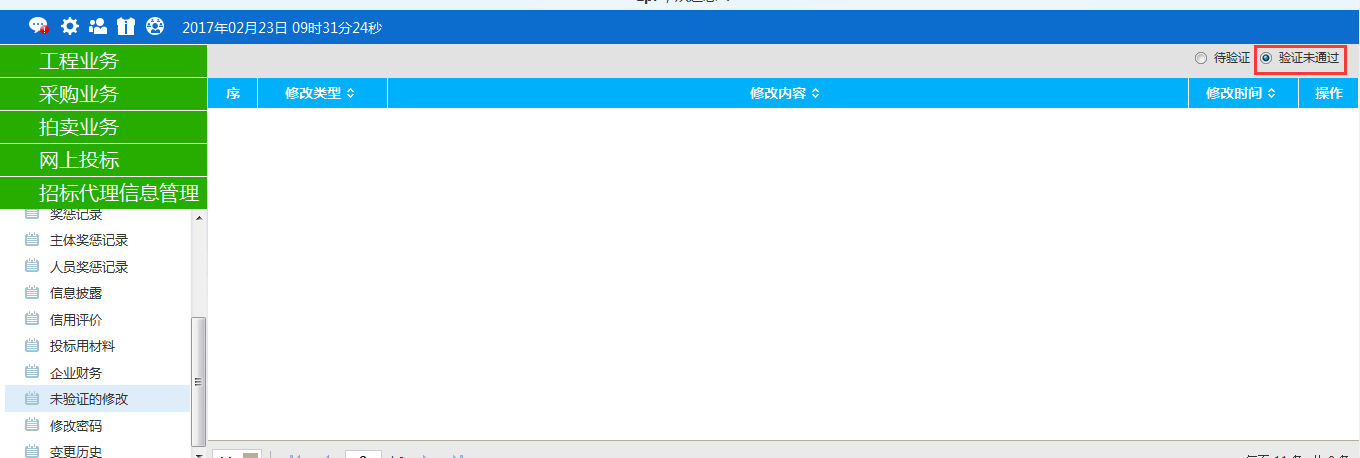 2017年02月23日 09时31分24秒
工程业务
采购业务
拍卖业务
网上投标
招标代理信息管理
待验证 验证未通过
序 修改类型 修改内容 修改时间 操作
奖惩记录
主体奖惩记录
人员奖惩记录
信息披露
信用评价
投标用材料
企业财务
未验证的修改
修改密码
变更历史